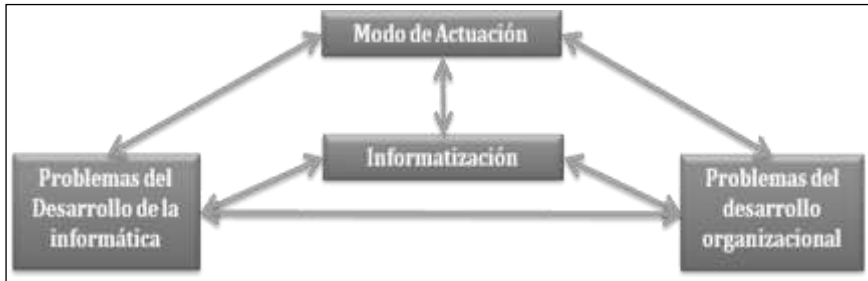 Modo de Actuación
Informatización
Problemas del
Desarrollo de la
informática
Problemas del
desarrollo
organizacional